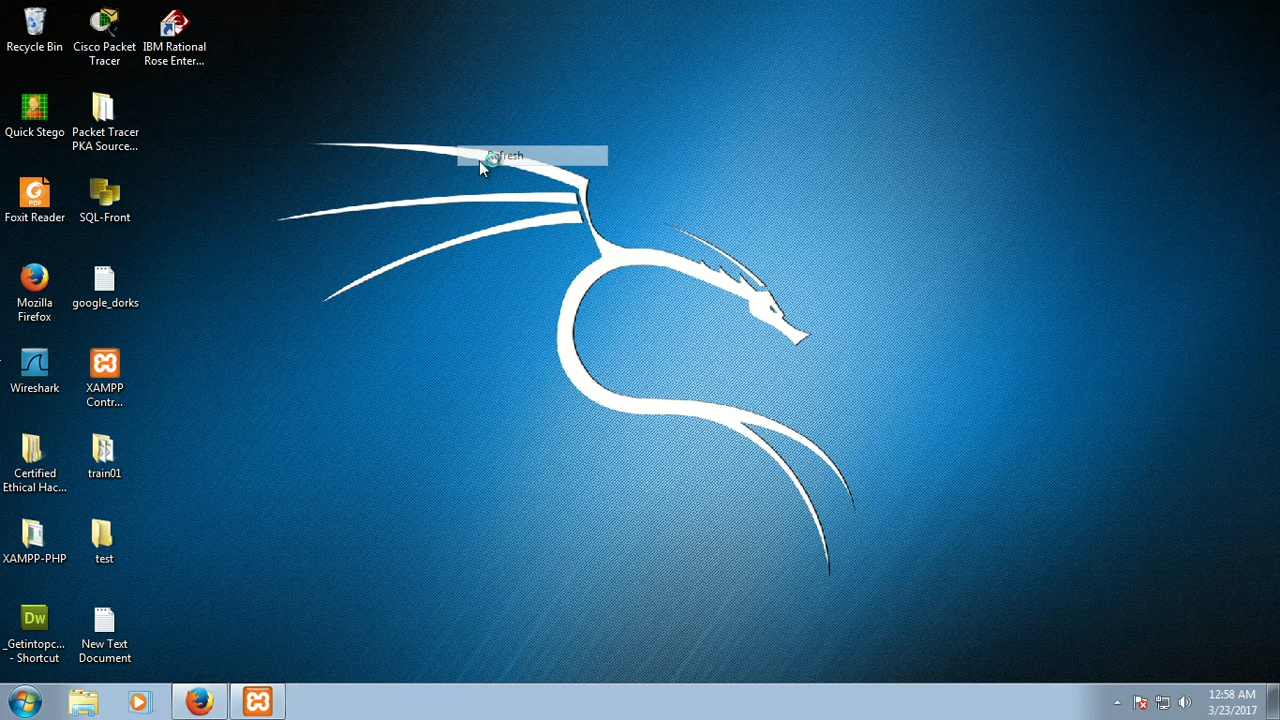 Recycle Bin
Cisco Packet
Tracer
IBM Rational
Rose Enter...
Quick Stego
Packet Tracer
PKA Source...
Foxit Reader
SQL-Front
Mozilla
Firefox
google_dorks
Wireshark
XAMPP
Contr...
Certified
Ethical Hac...
train01
XAMPP-PHP
test
Dw
_Getintopc...
- Shortcut
New Text
Document
Refresh
12:58 AM
3/23/2017